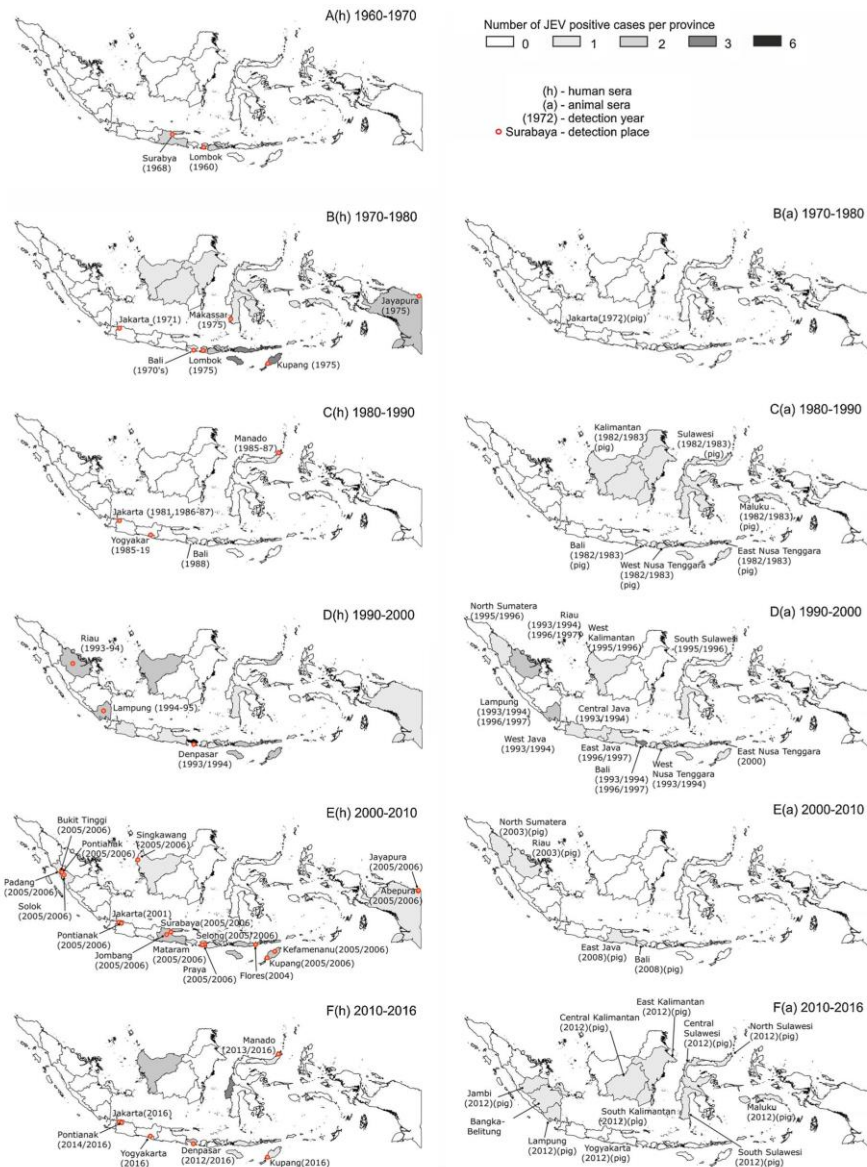 A(h) 1960-1970
Number of JEV positive cases per province
0 1 2 3 6
(h) - human sera
(a) - animal sera
(1972) - detection year
Surabaya - detection place
Surabya
(1968)
Lombok
(1960)
B(h) 1970-1980
Jayapura
(1975)
Makassar
(1975)
Jakarta (1971)
Bali
(1970's)
Lombok
(1975)
Kupang (1975)
B(a) 1970-1980
Jakarta(1972)(pig)
C(h) 1980-1990
Manado
(1985-87)
Jakarta (1981,1986-87)
Yogyakar
(1985-19
Bali
(1988)
C(a) 1980-1990
Kalimantan
(1982/1983)
(pig)
Sulawesi
(1982/1983)
(pig)
Maluku
(1982/1983)
(pig)
Bali
(1982/1983)
(pig)
West Nusa Tenggara
(1982/1983)
(pig)
East Nusa Tenggara
(1982/1983)
(pig)
D(h) 1990-2000
Riau
(1993-94)
Lampung (1994-95)
Denpasar
(1993/1994)
D(a) 1990-2000
North Sumatera
(1995/1996)
Riau
(1993/1994)
(1996/1997)
West
Kalimantan
(1995/1996)
South Sulawesi
(1995/1996)
Lampung
(1993/1994)
(1996/1997)
West Java
(1993/1994)
Central Java
(1993/1994)
East Java
(1996/1997)
Bali
(1993/1994)
(1996/1997)
West
Nusa Tenggara
(1993/1994)
East Nusa Tenggara
(2000)
E(h) 2000-2010
Bukit Tinggi
(2005/2006)
Pontianak
(2005/2006)
Singkawang
(2005/2006)
Jayapura
(2005/2006)
Abepura
(2005/2006)
Padang
(2005/2006)
Solok
(2005/2006)
Jakarta(2001)
Pontianak
(2005/2006)
Surabaya(2005/2006)
Selong(2005/2006)
Jombang
(2005/2006)
Mataram
(2005/2006)
Praya
(2005/2006)
Flores(2004)
Kefamenanu(2005/2006)
Kupang(2005/2006)
E(a) 2000-2010
North Sumatera
(2003)(pig)
Riau
(2003)(pig)
East Java
(2008)(pig)
Bali
(2008)(pig)
F(h) 2010-2016
Manado
(2013/2016)
Jakarta(2016)
Pontianak
(2014/2016)
Yogyakarta
(2016)
Denpasar
(2012/2016)
Kupang(2016)
F(a) 2010-2016
East Kalimantan
(2012)(pig)
Central Kalimantan
(2012)(pig)
Central
Sulawesi
(2012)(pig)
North Sulawesi
(2012)(pig)
Jambi
(2012)(pig)
Bangka-
Belitung
Lampung
(2012)(pig)
South Kalimantan
(2012)(pig)
Yogyakarta
(2012)(pig)
Maluku
(2012)(pig)
South Sulawesi
(2012)(pig)